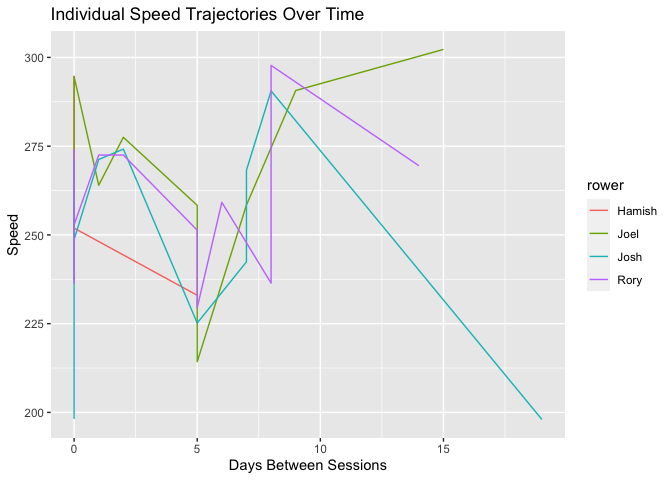 Individual Speed Trajectories Over Time
300
275
250
225
200
Speed
0 5 10 15
Days Between Sessions
rower
Hamish
Joel
Josh
Rory